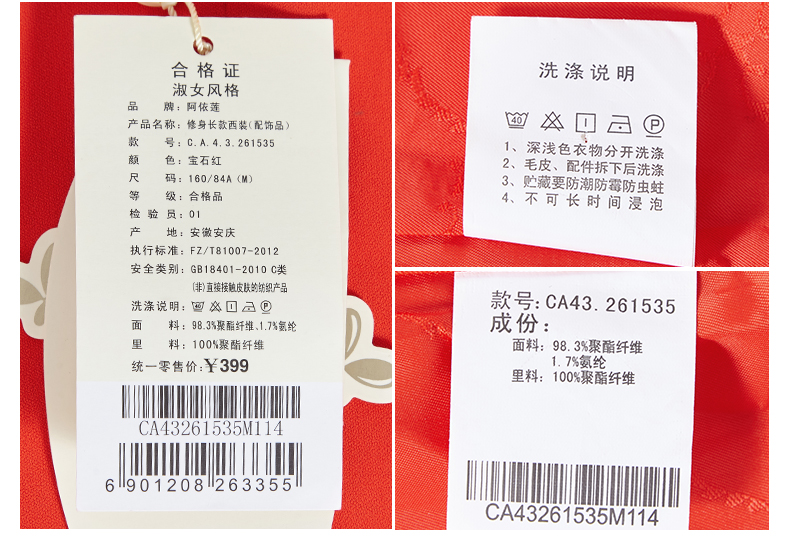 合格证
淑女风格
品 牌：阿依莲
产品名称：修身长款西装（配饰品）
款 号：C.A.4.3.261535
颜 色：宝石红
尺 码：160/84A（M）
等 级：合格品
检 验 员：01
产 地：安徽安庆
执行标准：FZ/T81007-2012
安全类别：GB18401-2010 C类
(非)直接接触皮肤的纺织产品
洗涤说明：40
面 料：98.3%聚酯纤维、1.7%氨纶
里 料：100%聚酯纤维
统一零售价：￥399
CA43261535M114
6 901208 263355
洗涤说明
40 P
1、深浅色衣物分开洗涤
2、毛皮、配件拆下后洗涤
3、贮藏要防潮防霉防虫蛀
4、不可长时间浸泡
款号：CA43.261535
成份：
面料：98.3%聚酯纤维
1.7%氨纶
里料：100%聚酯纤维
CA43261535M114